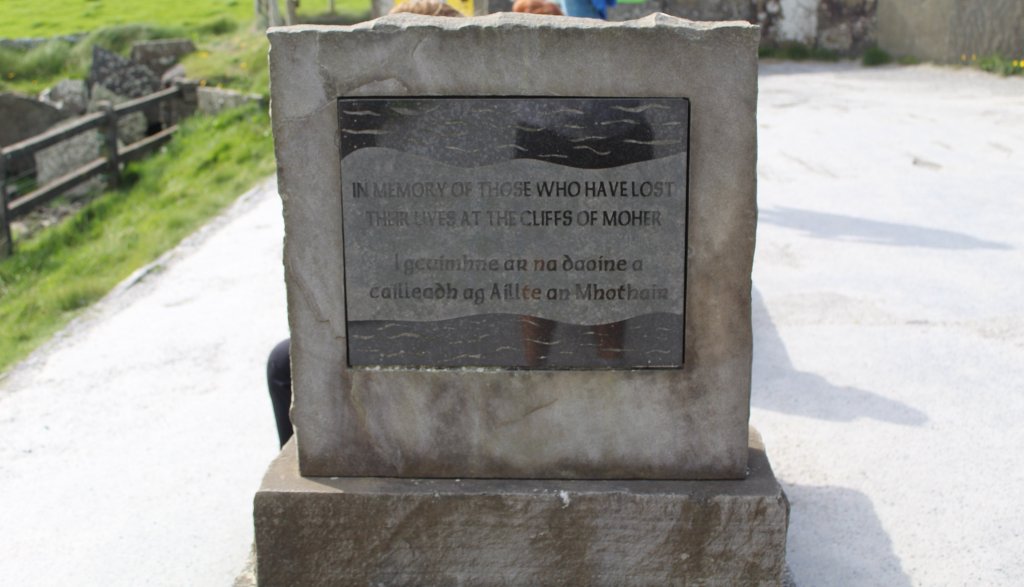 IN MEMORY OF THOSE WHO HAVE LOST
THEIR LIVES AT THE CLIFFS OF MOHER
I gcuimhne ar na daoine a
cailleadh ag Aillte an Mhothair